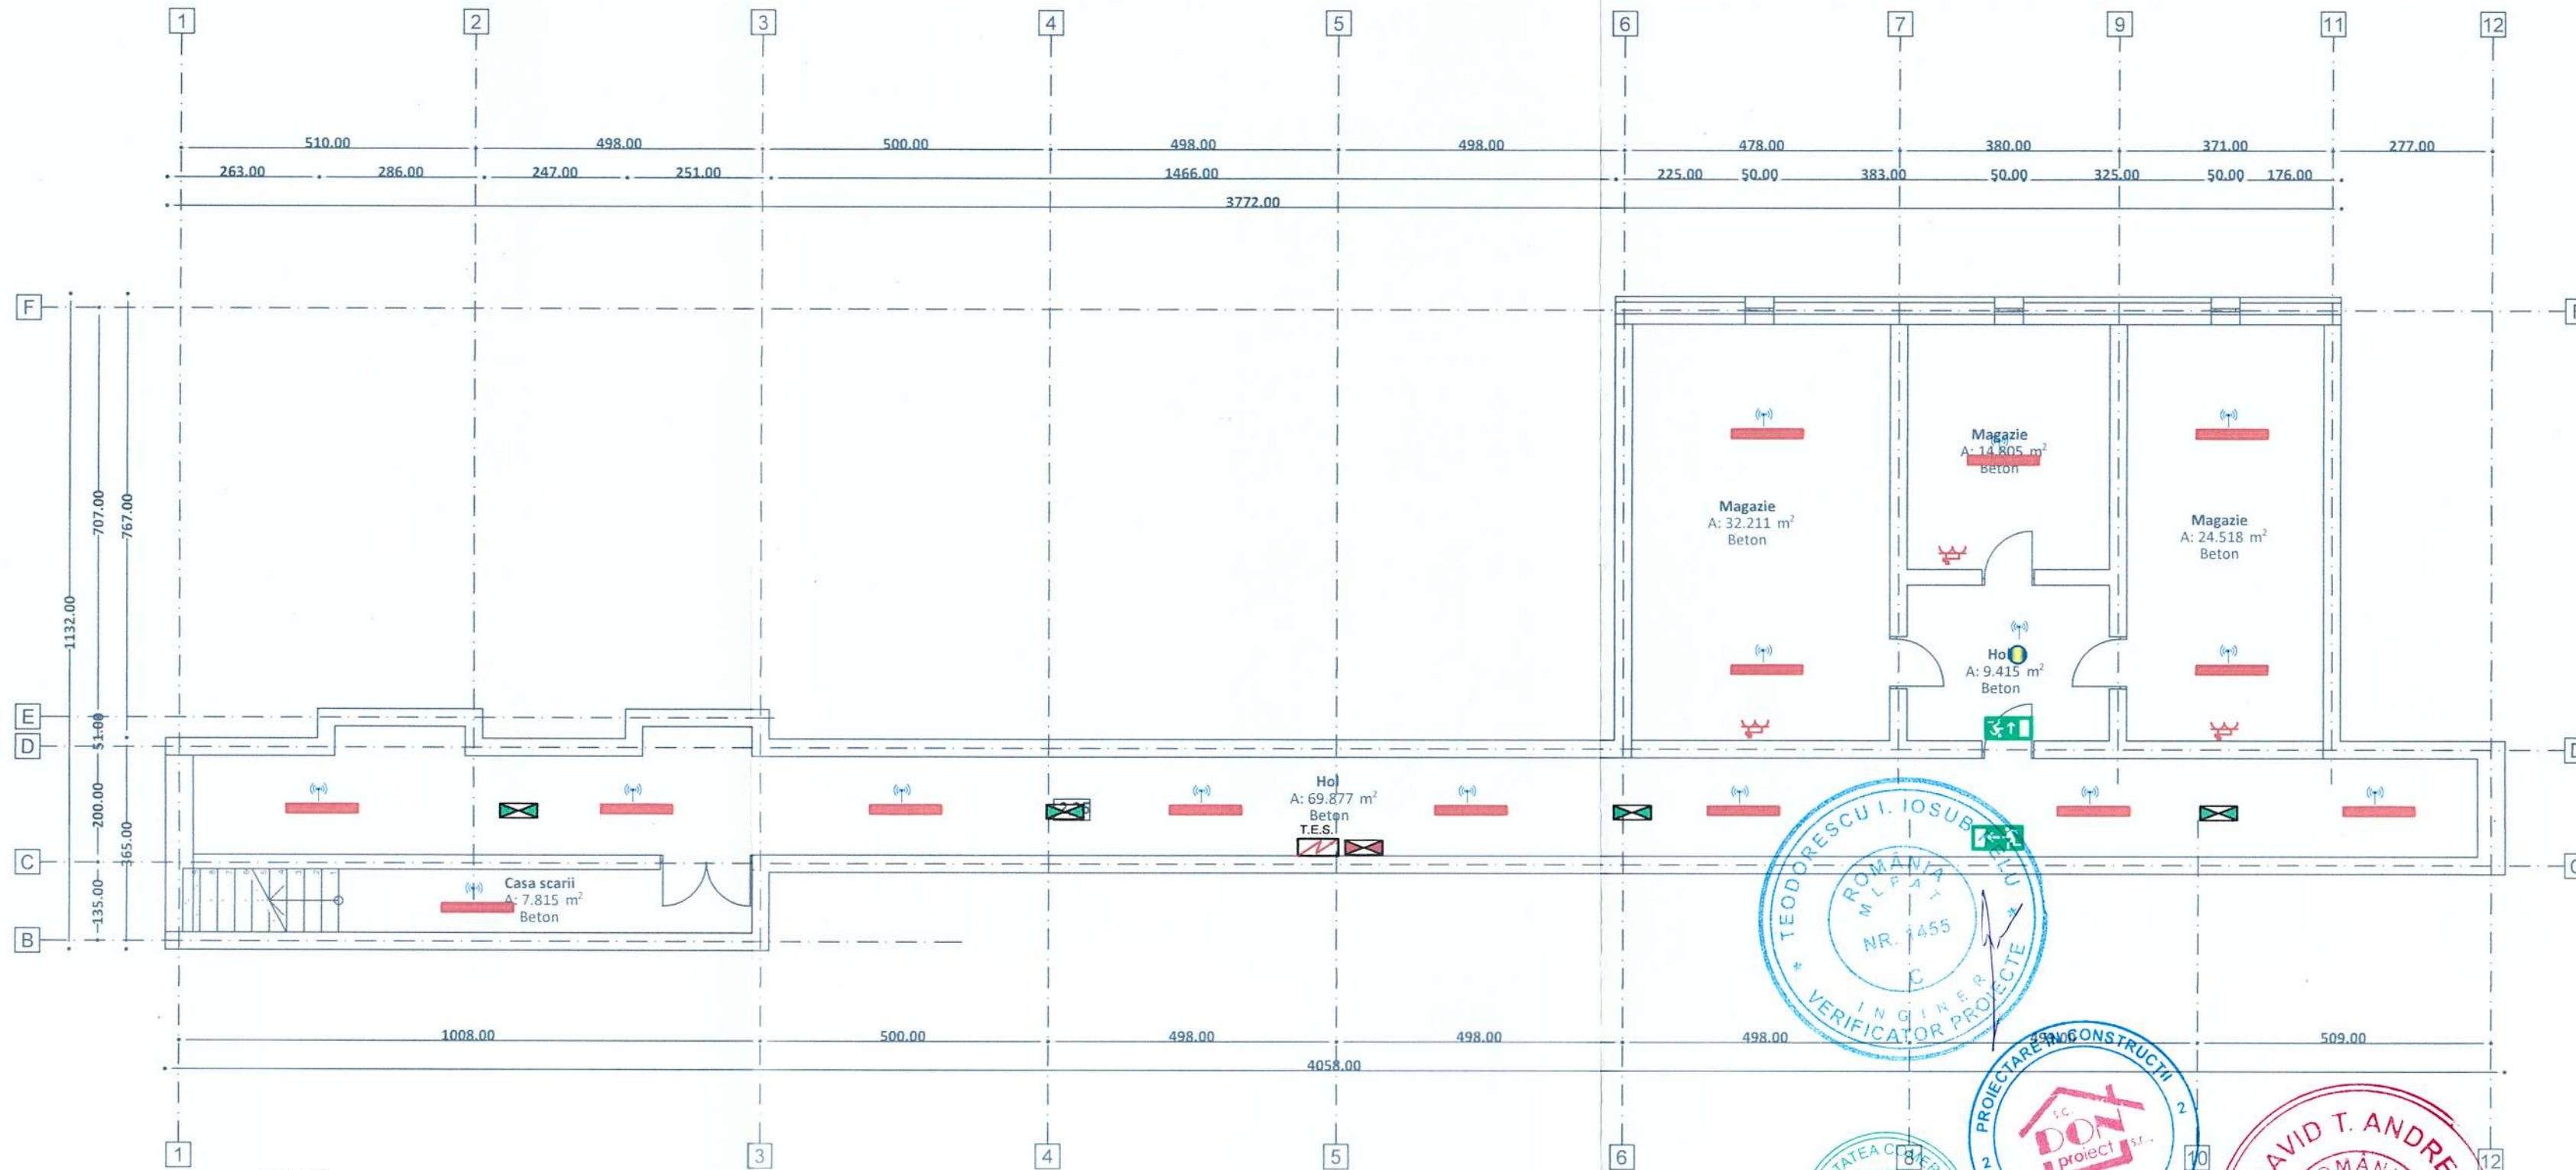 1 2 3 4 5 6 7 9 11 12
510.00 498.00 500.00 498.00 498.00 478.00 380.00 371.00 277.00
263.00 286.00 247.00 251.00 1466.00 225.00 50.00 383.00 50.00 325.00 50.00 176.00
3772.00
F
Magazie
A: 14.805 m²
Beton
Magazie
A: 32.211 m²
Beton
Magazie
A: 24.518 m²
Beton
707.00
767.00
1132.00
Hol
A: 9.415 m²
Beton
E
51.00
D
200.00
365.00
Hol
A: 69.877 m²
Beton
T.E.S.
C
135.00
Casa scarii
A: 7.815 m²
Beton
B
TEODORESCU I. IOSUB
ROMÂNIA
M L P A T
NR. 1455
C
INGINER
* VERIFICATOR PROIECTE *
1008.00 500.00 498.00 498.00 498.00 509.00
4058.00
PROIECTARE IN CONSTRUCȚII
2
2
S.C.
DON
proiect
s.r.l.
DAVID T. ANDRE
1 3 4 5 6 8 10 12